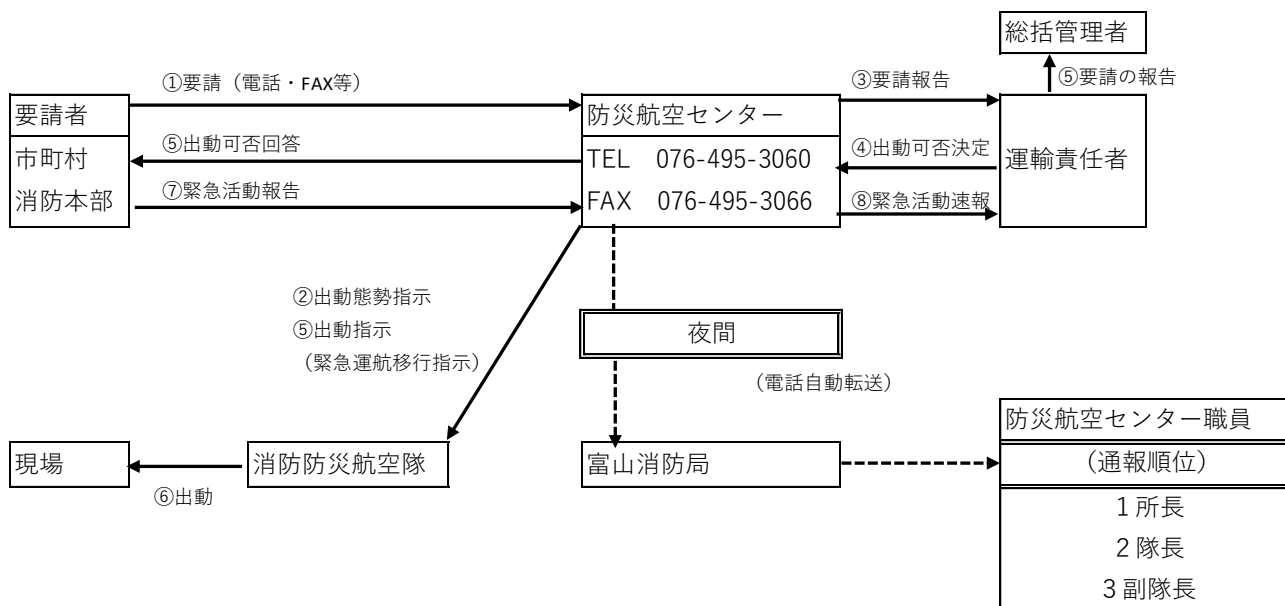 総括管理者
①要請（電話・FAX等）
③要請報告
⑤要請の報告
要請者
防災航空センター
⑤出動可否回答
④出動可否決定
市町村
TEL　076-495-3060
運輸責任者
消防本部
⑦緊急活動報告
FAX　076-495-3066
⑧緊急活動速報
②出動態勢指示
⑤出動指示
（緊急運航移行指示）
夜間
（電話自動転送）
防災航空センター職員
現場
消防防災航空隊
富山消防局
（通報順位）
⑥出動
1 所長
2 隊長
3 副隊長